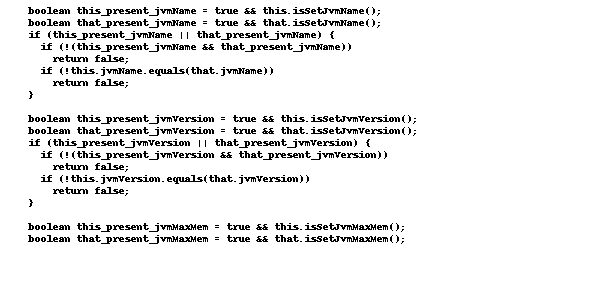 boolean this_present_jvmName = true && this.isSetJvmName();
boolean that_present_jvmName = true && that.isSetJvmName();
if (this_present_jvmName || that_present_jvmName) {
if (!(this_present_jvmName && that_present_jvmName))
return false;
if (!this.jvmName.equals(that.jvmName))
return false;
}
boolean this_present_jvmVersion = true && this.isSetJvmVersion();
boolean that_present_jvmVersion = true && that.isSetJvmVersion();
if (this_present_jvmVersion || that_present_jvmVersion) {
if (!(this_present_jvmVersion && that_present_jvmVersion))
return false;
if (!this.jvmVersion.equals(that.jvmVersion))
return false;
}
boolean this_present_jvmMaxMem = true && this.isSetJvmMaxMem();
boolean that_present_jvmMaxMem = true && that.isSetJvmMaxMem();